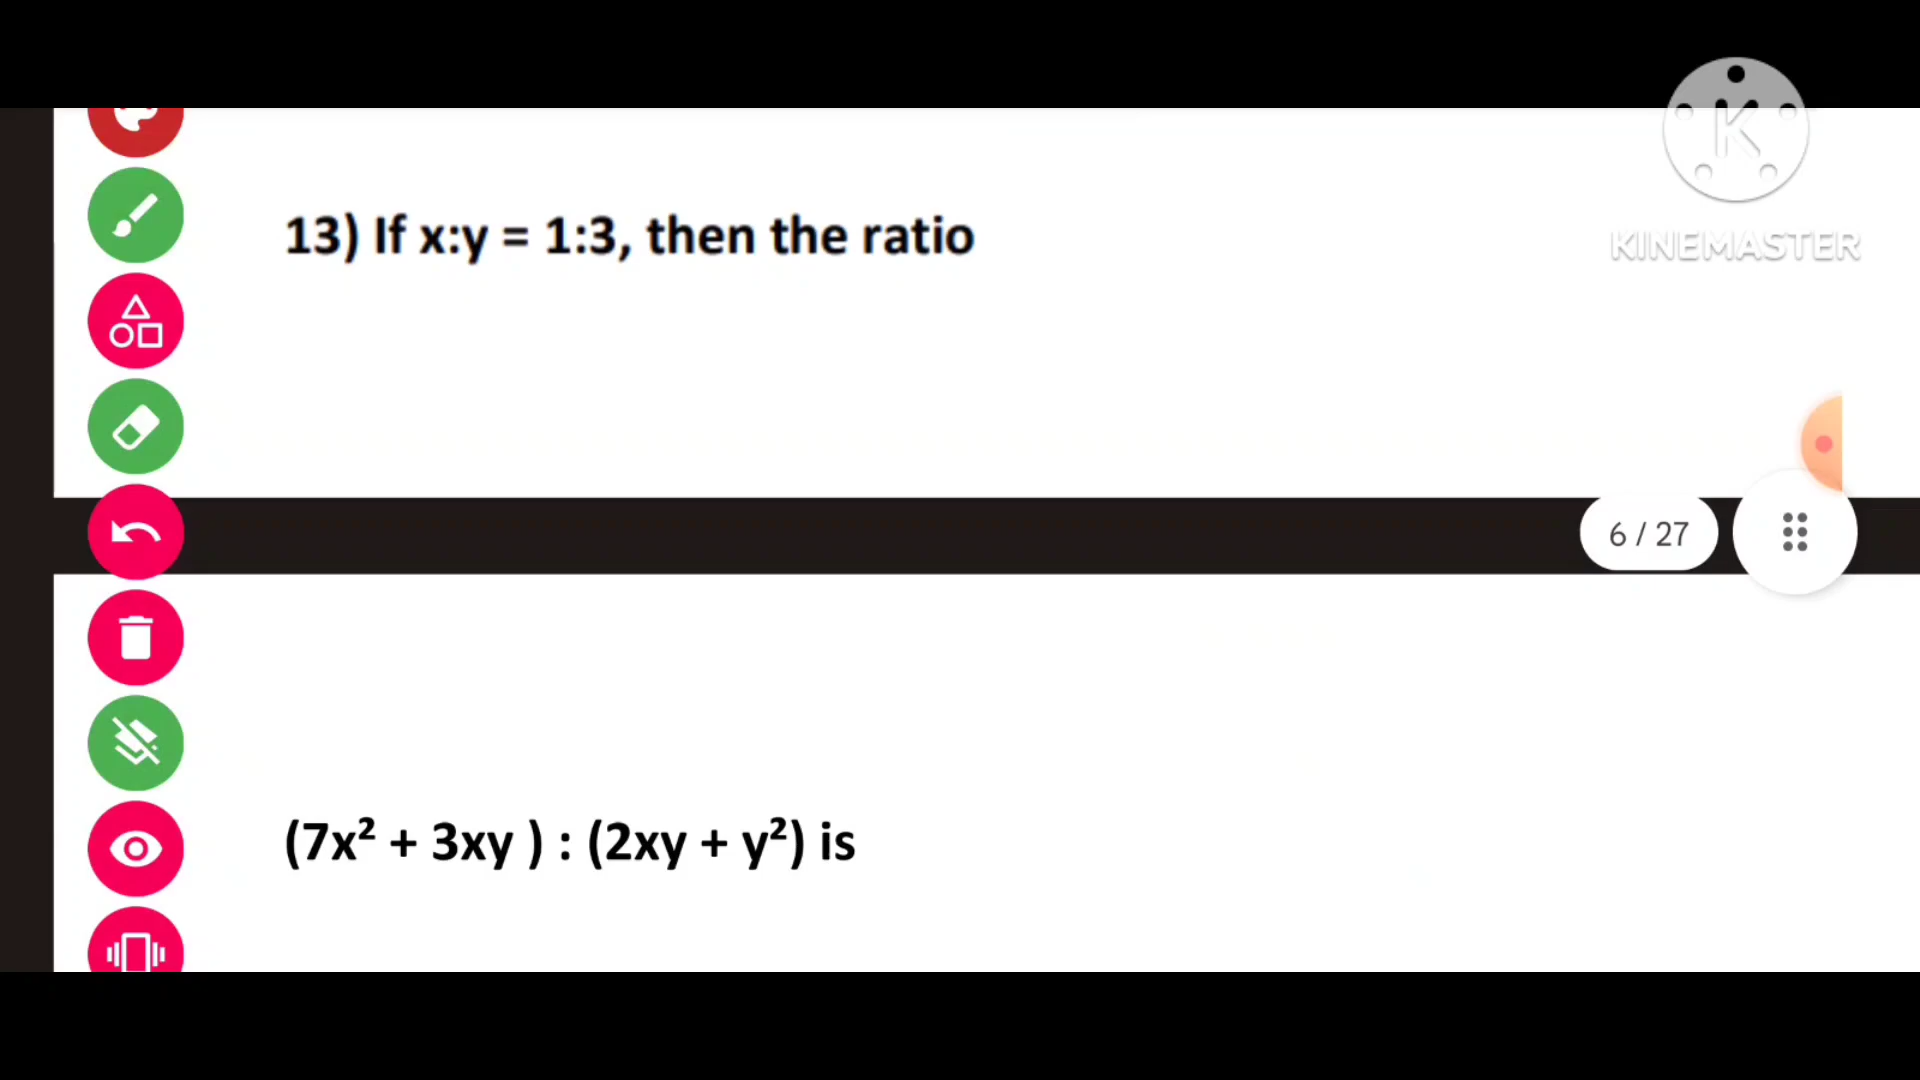 K
KINEMASTER
13) If x:y = 1:3, then the ratio
6 / 27
(7x² + 3xy ) : (2xy + y²) is